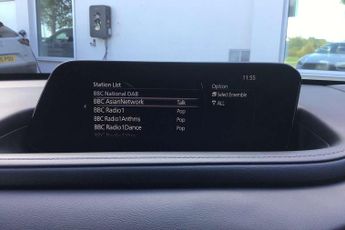 11:55
Station List
Option
BBC National DAB
Select Ensemble
BBC AsianNetwork Talk
ALL
BBC Radio1 Pop
BBC Radio1Anthms Pop
BBC Radio1Dance Pop